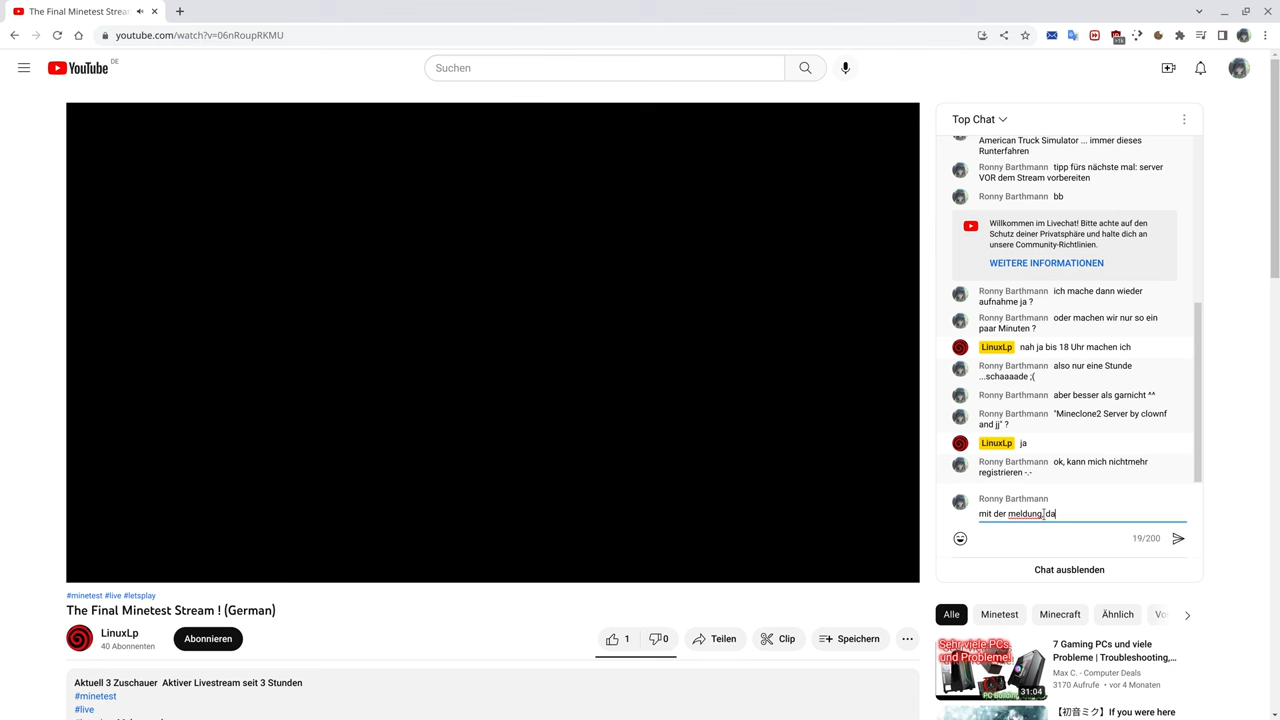 The Final Minetest Strea
youtube.com/watch?v=06nRoupRKMU
YouTube DE
Suchen
Top Chat
American Truck Simulator ... immer dieses
Runterfahren
Ronny Barthmann tipp fürs nächste mal: server
VOR dem Stream vorbereiten
Ronny Barthmann bb
Willkommen im Livechat! Bitte achte auf den
Schutz deiner Privatsphäre und halte dich an
unsere Community-Richtlinien.
WEITERE INFORMATIONEN
Ronny Barthmann ich mache dann wieder
aufnahme ja ?
Ronny Barthmann oder machen wir nur so ein
paar Minuten ?
LinuxLp nah ja bis 18 Uhr machen ich
Ronny Barthmann also nur eine Stunde
...schaaaade ;(
Ronny Barthmann aber besser als garnicht ^^
Ronny Barthmann "Mineclone2 Server by clownf
and jj" ?
LinuxLp ja
Ronny Barthmann ok, kann mich nichtmehr
registrieren -.-
Ronny Barthmann
mit der meldung, da
19/200
Chat ausblenden
#minetest #live #letsplay
The Final Minetest Stream ! (German)
LinuxLp
40 Abonnenten
Abonnieren
1
0
Teilen
Clip
Speichern
Aktuell 3 Zuschauer Aktiver Livestream seit 3 Stunden
#minetest
#live
Alle
Minetest
Minecraft
Ähnlich
Vo
Sehr viele PCs
und Probleme!
31:04
7 Gaming PCs und viele
Probleme | Troubleshooting,...
Max C. - Computer Deals
3170 Aufrufe • vor 4 Monaten
【初音ミク】If you were here